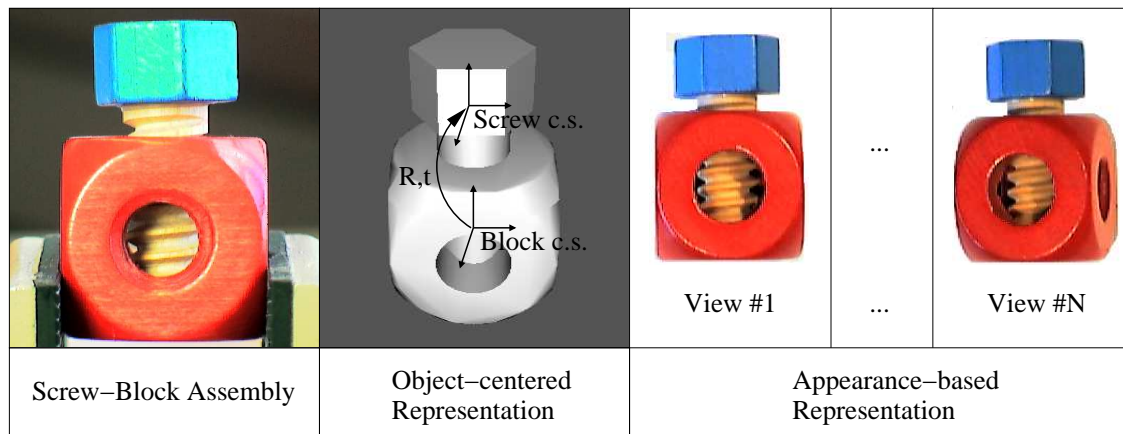 Screw c.s.
R,t
Block c.s.
View #1
...
...
View #N
Screw−Block Assembly
Object−centered
Representation
Appearance−based
Representation